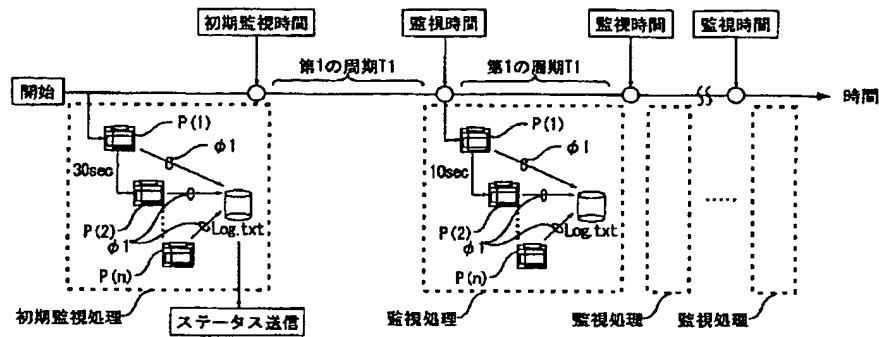 初期監視時間
監視時間
監視時間
監視時間
第1の周期T1
第1の周期T1
開始
時間
P(1)
φ1
30sec
P(2)
φ1
Log.txt
P(n)
P(1)
φ1
10sec
P(2)
φ1
Log.txt
P(n)
‥‥‥
初期監視処理
ステータス送信
監視処理
監視処理
監視処理